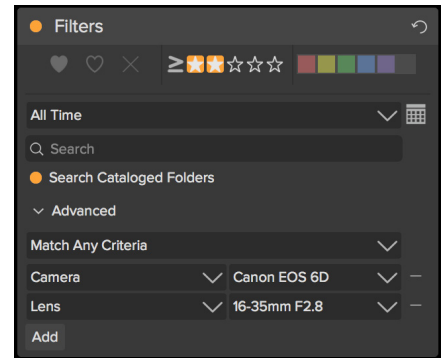 Filters
All Time
Search
Search Cataloged Folders
Advanced
Match Any Criteria
Camera Canon EOS 6D
Lens 16-35mm F2.8
Add